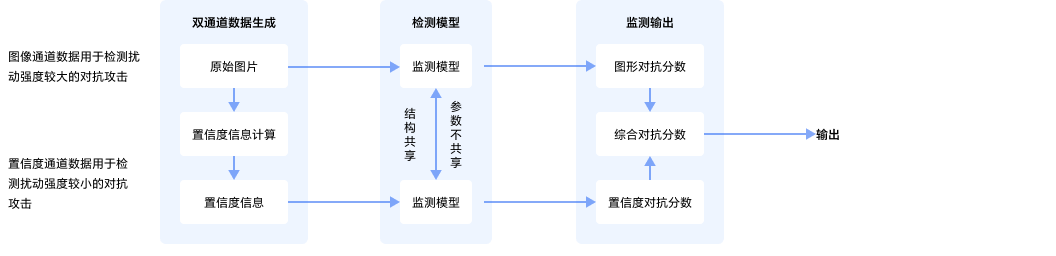 双通道数据生成
检测模型
监测输出
图像通道数据用于检测扰
动强度较大的对抗攻击
原始图片
监测模型
图形对抗分数
结构共享
参数不共享
置信度信息计算
综合对抗分数
输出
置信度通道数据用于检
测扰动强度较小的对抗
攻击
置信度信息
监测模型
置信度对抗分数